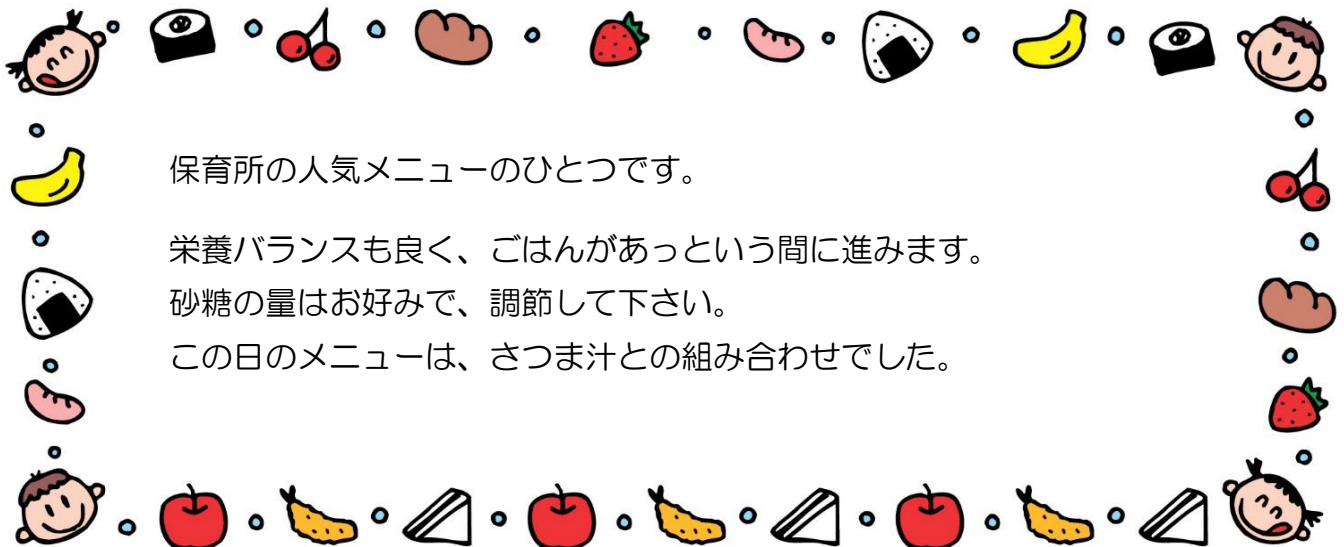 保育所の人気メニューのひとつです。
栄養バランスも良く、ごはんがあっという間に進みます。
砂糖の量はお好みで、調節して下さい。
この日のメニューは、さつま汁との組み合わせでした。